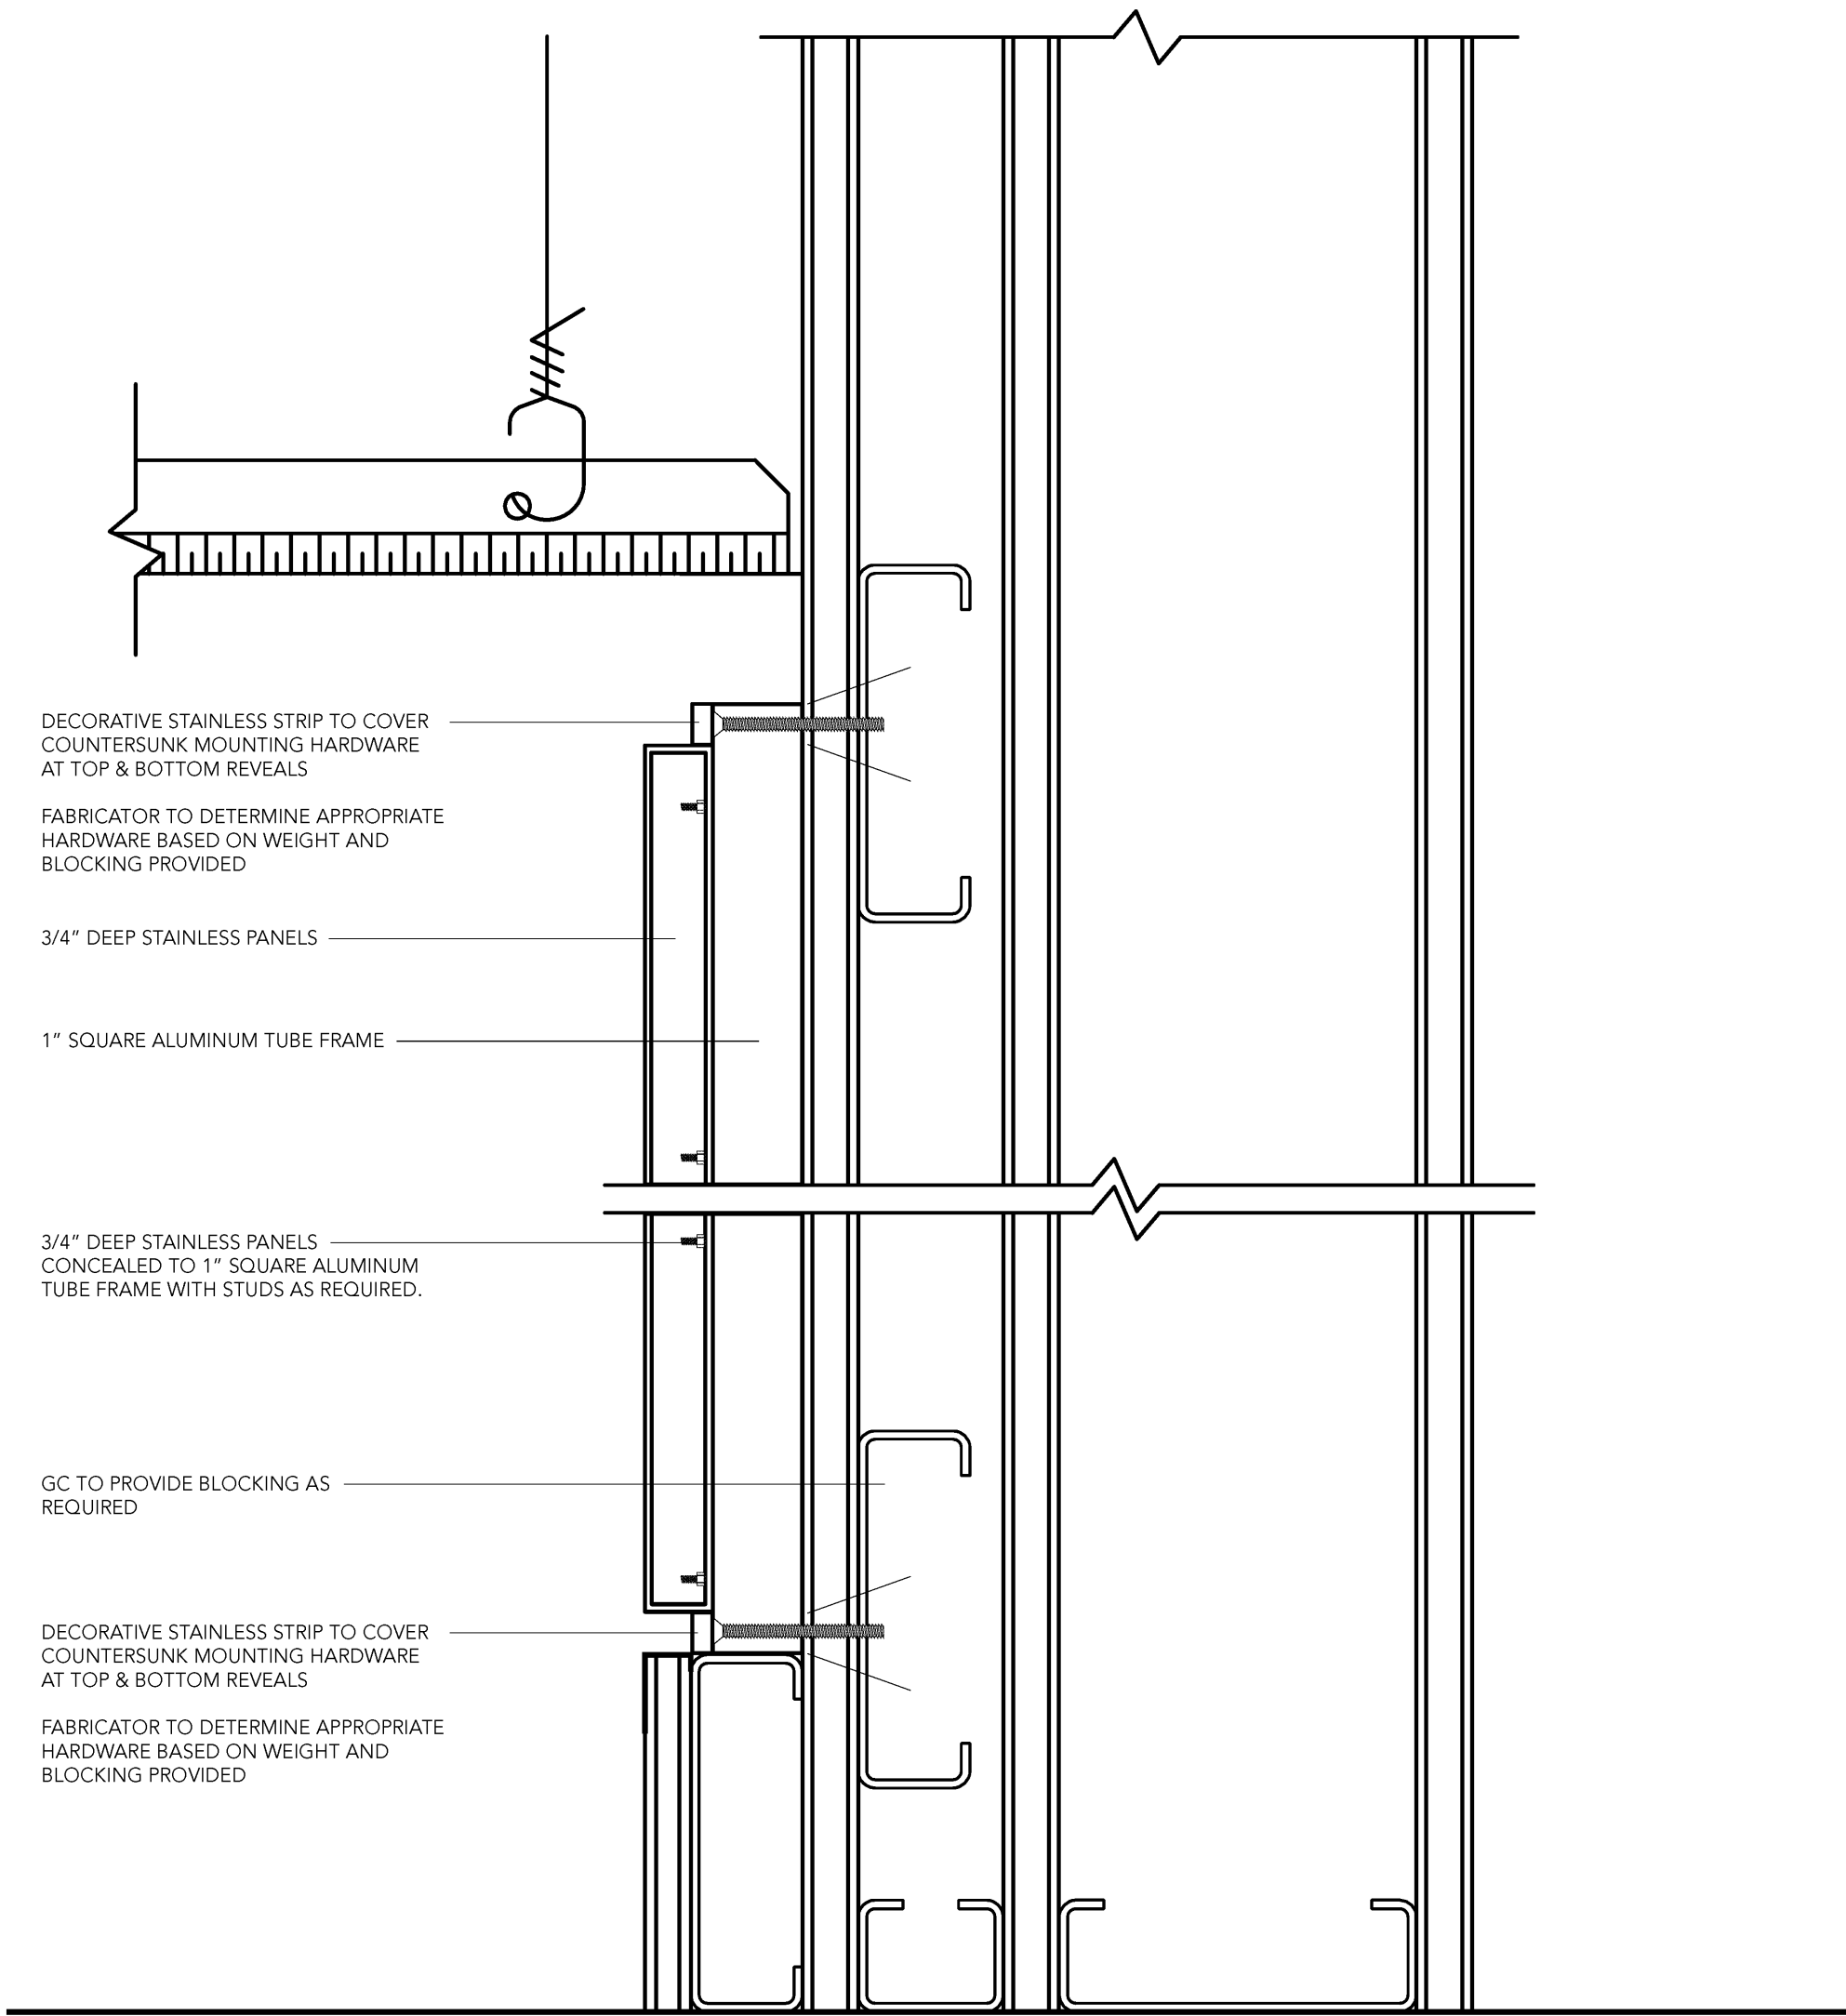 DECORATIVE STAINLESS STRIP TO COVER
COUNTERSUNK MOUNTING HARDWARE
AT TOP & BOTTOM REVEALS
FABRICATOR TO DETERMINE APPROPRIATE
HARDWARE BASED ON WEIGHT AND
BLOCKING PROVIDED
3/4” DEEP STAINLESS PANELS
1” SQUARE ALUMINUM TUBE FRAME
3/4” DEEP STAINLESS PANELS
CONCEALED TO 1” SQUARE ALUMINUM
TUBE FRAME WITH STUDS AS REQUIRED.
GC TO PROVIDE BLOCKING AS
REQUIRED
DECORATIVE STAINLESS STRIP TO COVER
COUNTERSUNK MOUNTING HARDWARE
AT TOP & BOTTOM REVEALS
FABRICATOR TO DETERMINE APPROPRIATE
HARDWARE BASED ON WEIGHT AND
BLOCKING PROVIDED